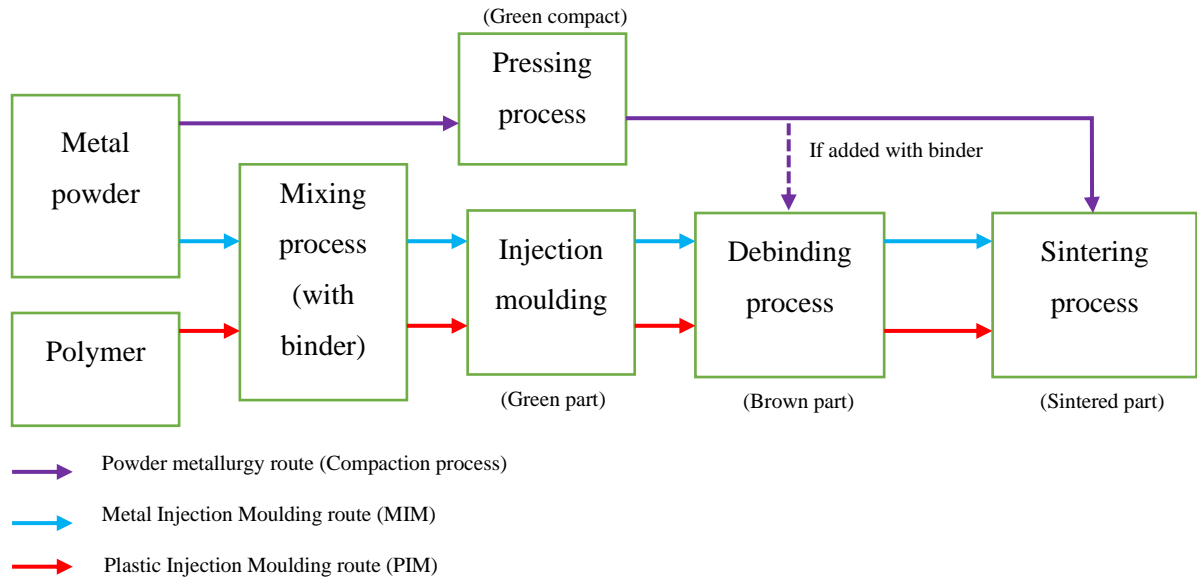 (Green compact)
Pressing
process
Metal
powder
If added with binder
Mixing
process
(with
binder)
Injection
moulding
Debinding
process
Sintering
process
Polymer
(Green part)
(Brown part)
(Sintered part)
Powder metallurgy route (Compaction process)
Metal Injection Moulding route (MIM)
Plastic Injection Moulding route (PIM)